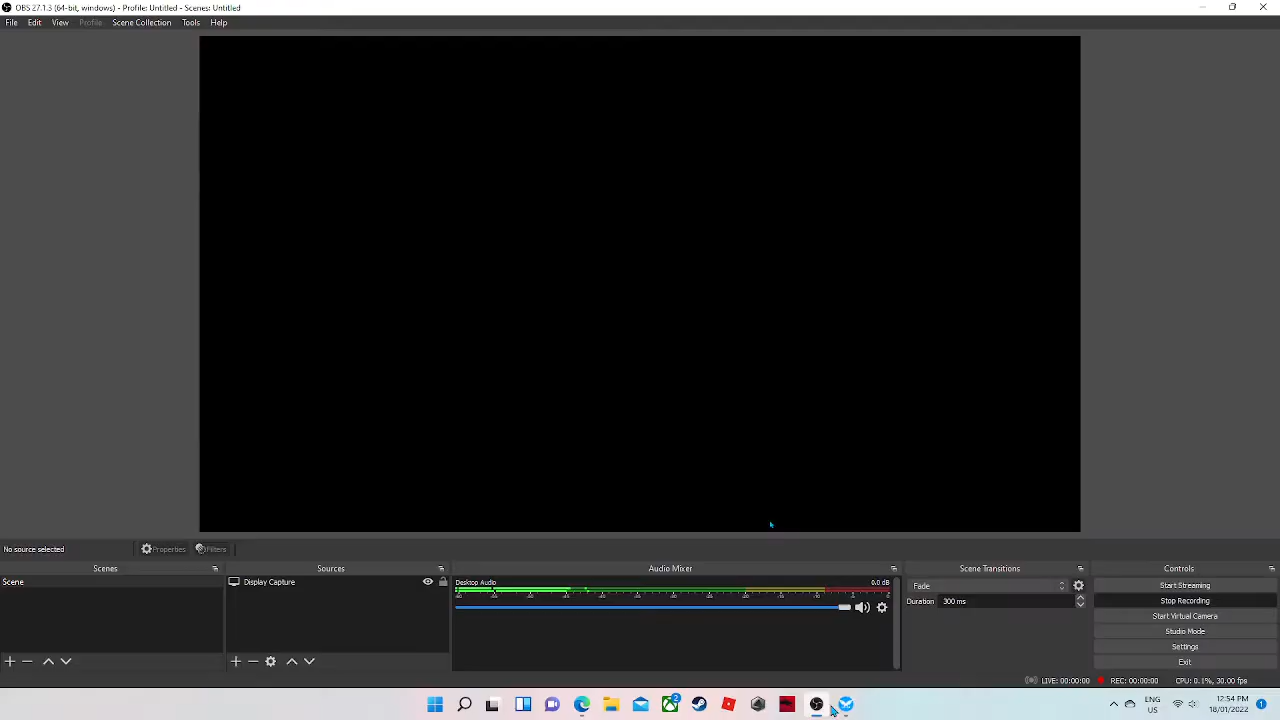 OBS 27.1.3 (64-bit, windows) - Profile: Untitled - Scenes: Untitled
File Edit View Profile Scene Collection Tools Help
No source selected Properties Filters
Scenes Sources Audio Mixer Scene Transitions Controls
Scene
Display Capture
Desktop Audio 0.0 dB
Fade
Duration 300 ms
Start Streaming
Stop Recording
Start Virtual Camera
Studio Mode
Settings
Exit
LIVE: 00:00:00 REC: 00:00:00 CPU: 0.1%, 30.00 fps
2
ENG
US
12:54 PM
18/01/2022
1